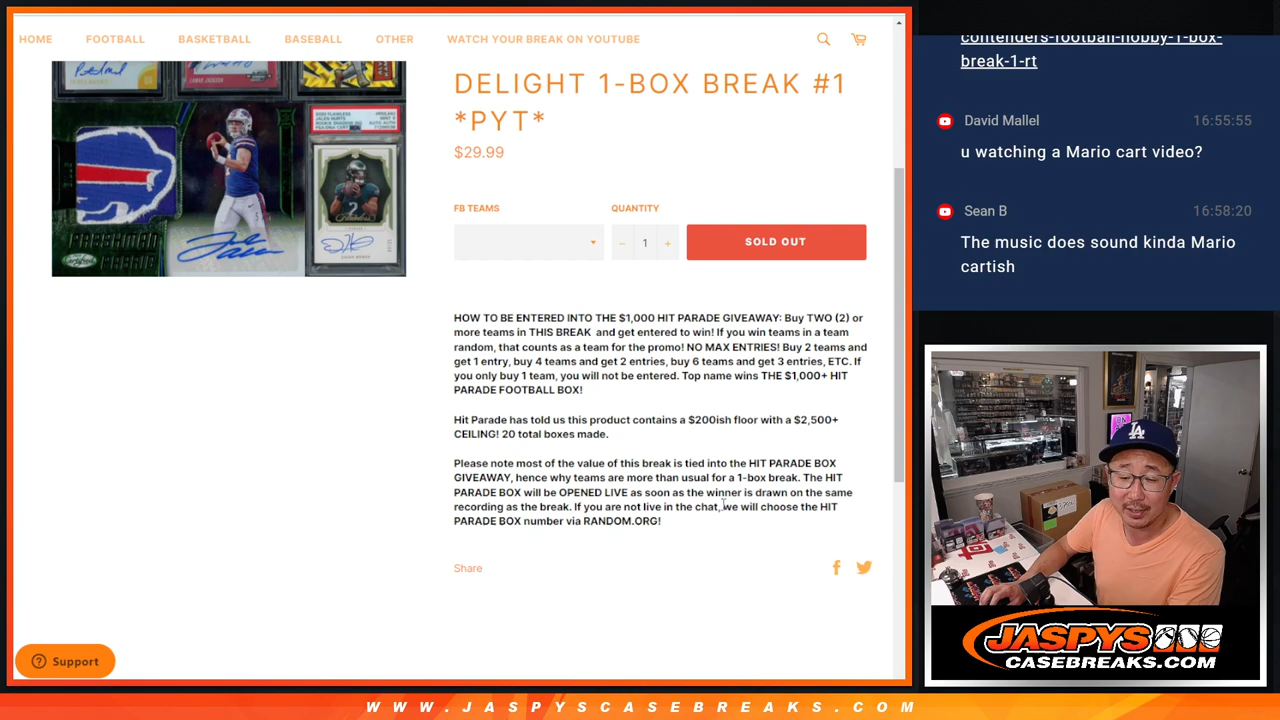 HOME FOOTBALL BASKETBALL BASEBALL OTHER WATCH YOUR BREAK ON YOUTUBE
DELIGHT 1-BOX BREAK #1
*PYT*
$29.99
FB TEAMS QUANTITY
− 1 + SOLD OUT
HOW TO BE ENTERED INTO THE $1,000 HIT PARADE GIVEAWAY: Buy TWO (2) or
more teams in THIS BREAK and get entered to win! If you win teams in a team
random, that counts as a team for the promo! NO MAX ENTRIES! Buy 2 teams and
get 1 entry, buy 4 teams and get 2 entries, buy 6 teams and get 3 entries, ETC. If
you only buy 1 team, you will not be entered. Top name wins THE $1,000+ HIT
PARADE FOOTBALL BOX!
Hit Parade has told us this product contains a $200ish floor with a $2,500+
CEILING! 20 total boxes made.
Please note most of the value of this break is tied into the HIT PARADE BOX
GIVEAWAY, hence why teams are more than usual for a 1-box break. The HIT
PARADE BOX will be OPENED LIVE as soon as the winner is drawn on the same
recording as the break. If you are not live in the chat, we will choose the HIT
PARADE BOX number via RANDOM.ORG!
Share
Support
contenders-football-hobby-1-box-
break-1-rt
David Mallel 16:55:55
u watching a Mario cart video?
Sean B 16:58:20
The music does sound kinda Mario
cartish
LA
JASPYS
CASEBREAKS.COM
WWW.JASPYSCASEBREAKS.COM